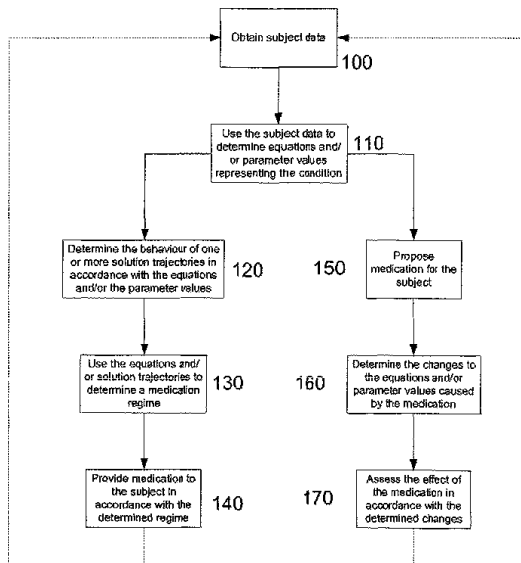 Obtain subject data
100
Use the subject data to
determine equations and/
or parameter values
representing the condition
110
Determine the behaviour of one
or more solution trajectories in
accordance with the equations
and/or the parameter values
120
150
Propose
medication for the
subject
Use the equations and/
or solution trajectories to
determine a medication
regime
130
160
Determine the changes to
the equations and/or
parameter values caused
by the medication
Provide medication to
the subject in
accordance with the
determined regime
140
170
Assess the effect of
the medication in
accordance with the
determined changes